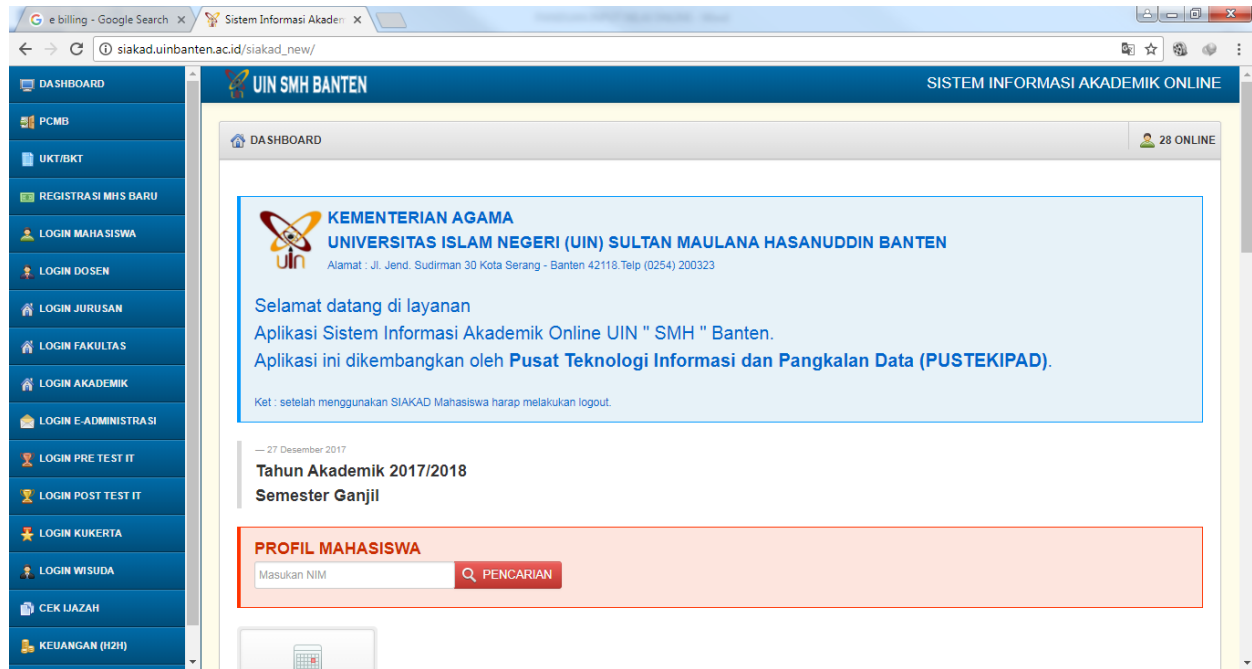 e billing - Google Search
Sistem Informasi Akadem
siakad.uinbanten.ac.id/siakad_new/
DASHBOARD
PCMB
UKT/BKT
REGISTRASI MHS BARU
LOGIN MAHASISWA
LOGIN DOSEN
LOGIN JURUSAN
LOGIN FAKULTAS
LOGIN AKADEMIK
LOGIN E-ADMINISTRASI
LOGIN PRE TEST IT
LOGIN POST TEST IT
LOGIN KUKERTA
LOGIN WISUDA
CEK IJAZAH
KEUANGAN (H2H)
UIN SMH BANTEN
SISTEM INFORMASI AKADEMIK ONLINE
DASHBOARD
28 ONLINE
uin
KEMENTERIAN AGAMA
UNIVERSITAS ISLAM NEGERI (UIN) SULTAN MAULANA HASANUDDIN BANTEN
Alamat : Jl. Jend. Sudirman 30 Kota Serang - Banten 42118.Telp (0254) 200323
Selamat datang di layanan
Aplikasi Sistem Informasi Akademik Online UIN " SMH " Banten.
Aplikasi ini dikembangkan oleh Pusat Teknologi Informasi dan Pangkalan Data (PUSTEKIPAD).
Ket : setelah menggunakan SIAKAD Mahasiswa harap melakukan logout.
— 27 Desember 2017
Tahun Akademik 2017/2018
Semester Ganjil
PROFIL MAHASISWA
Masukan NIM
PENCARIAN